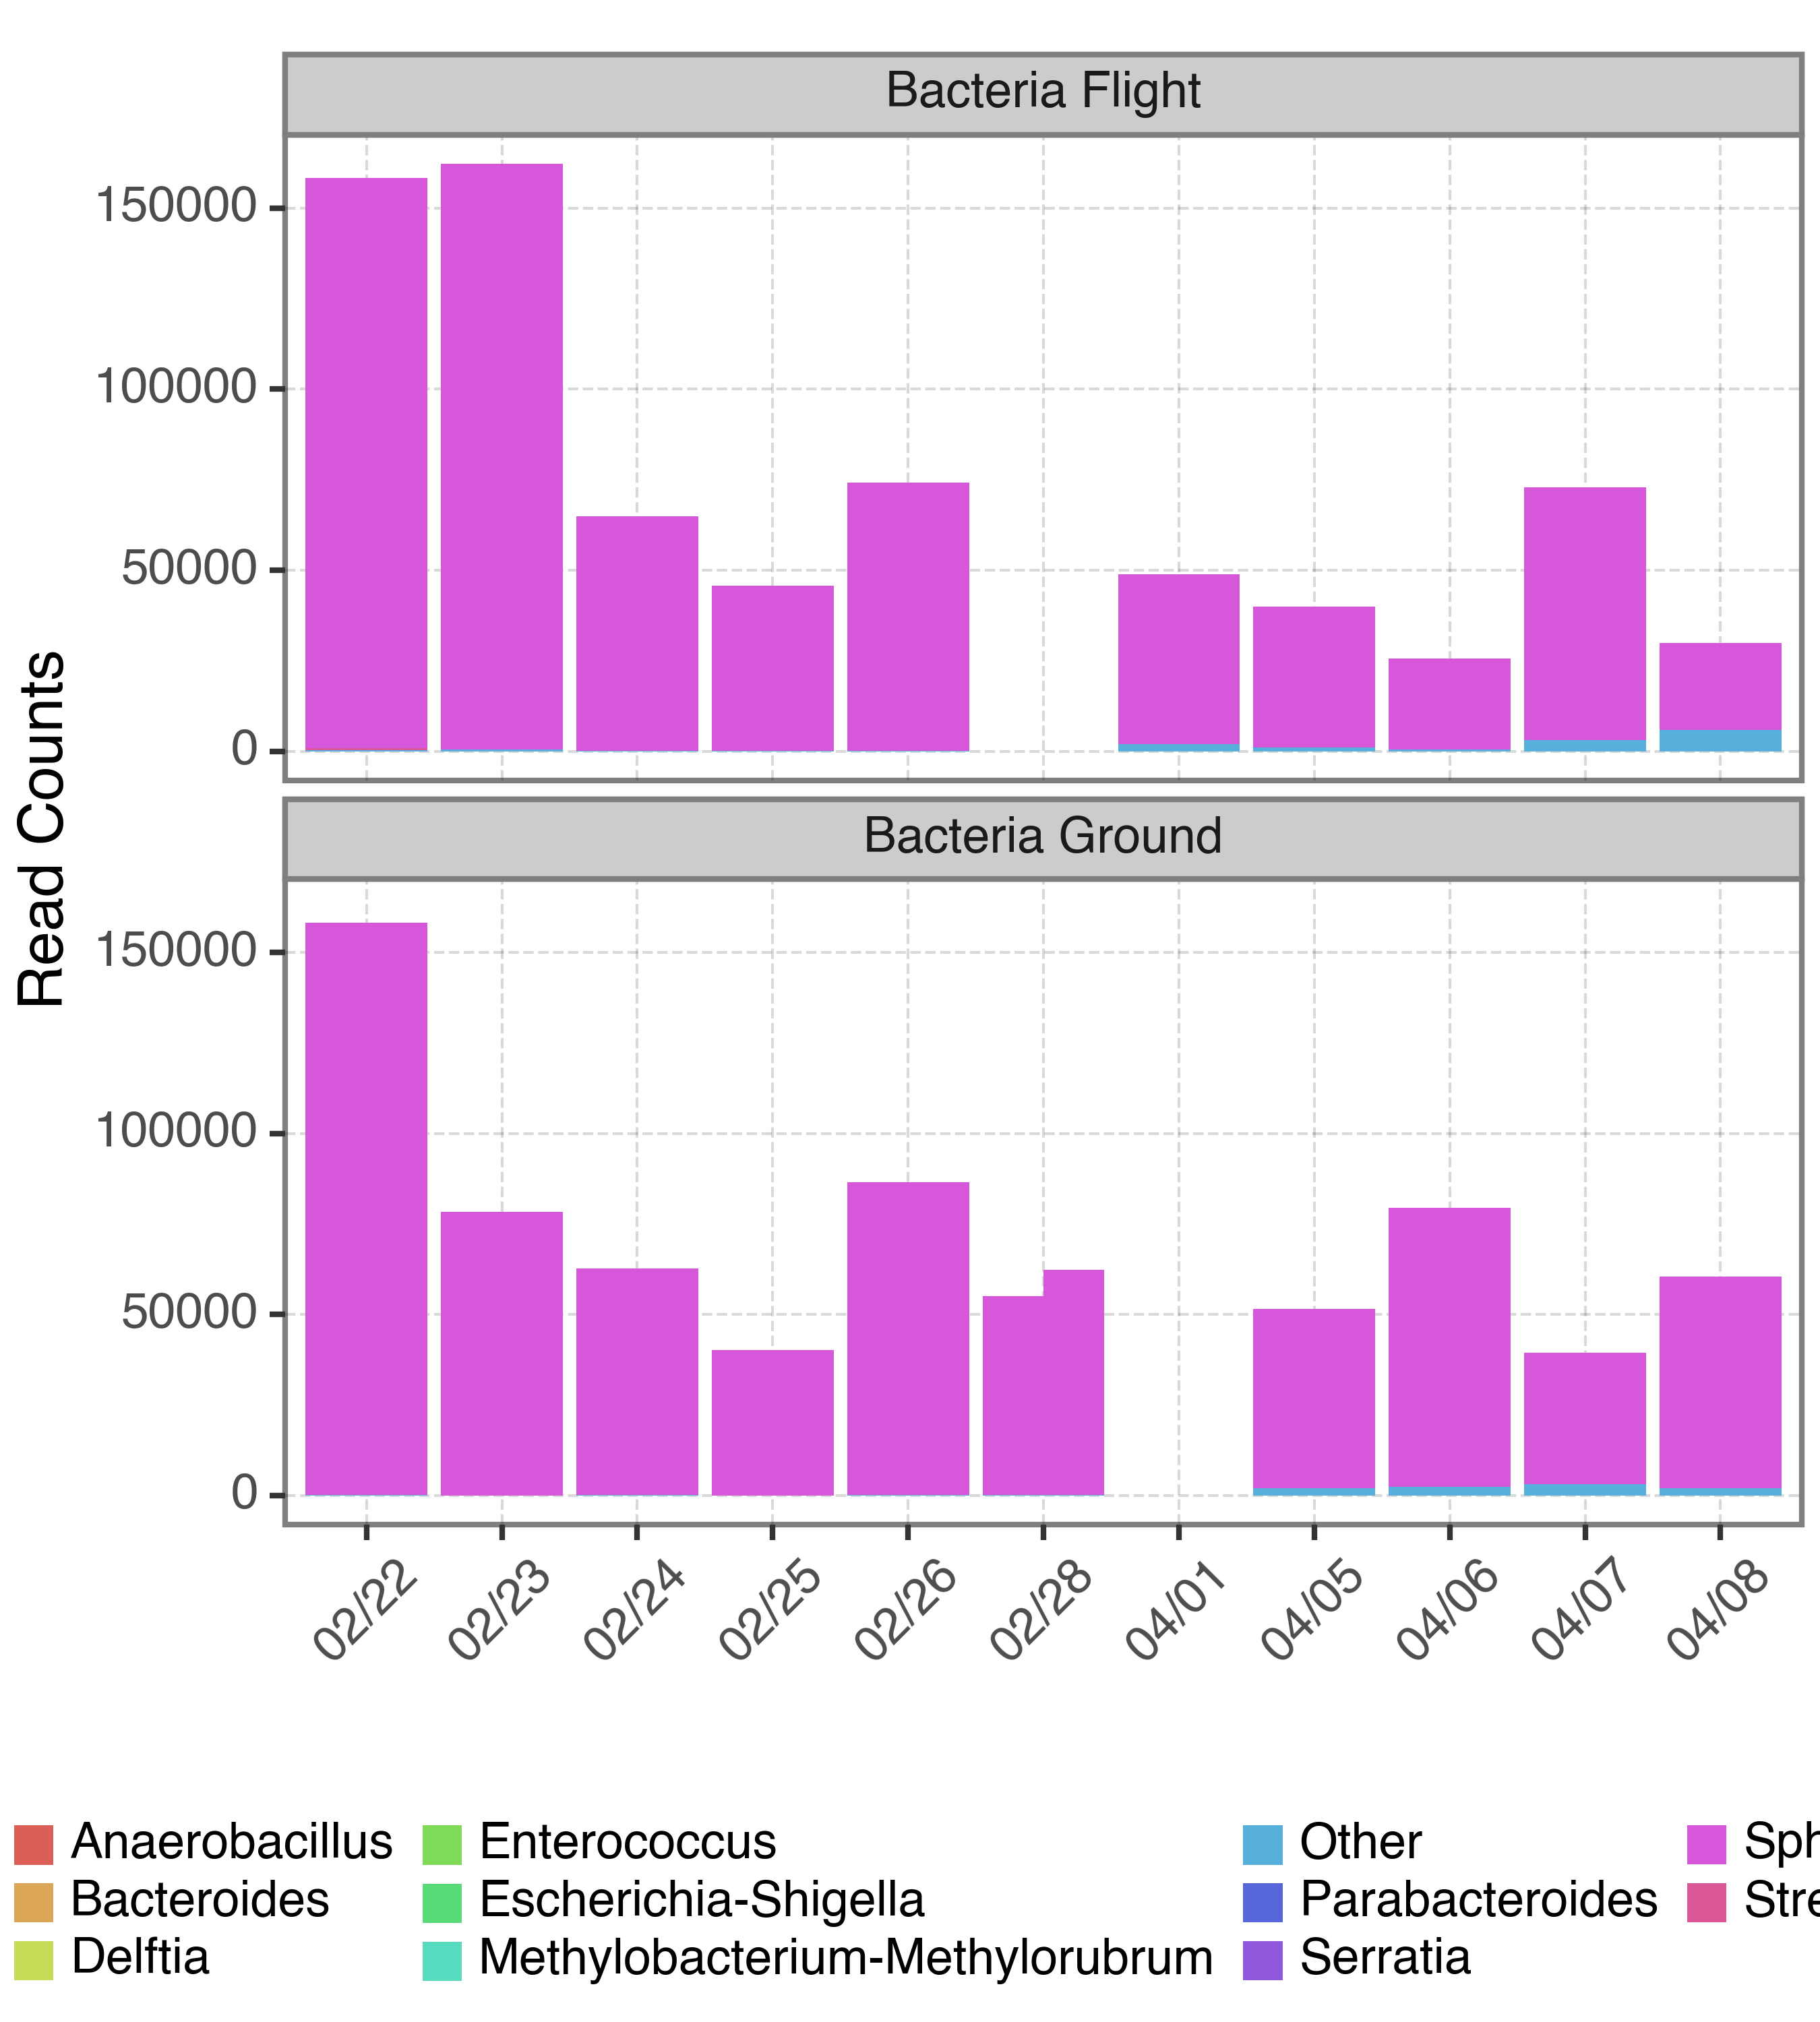 Bacteria Flight
150000
100000
50000
0
Read Counts
Bacteria Ground
150000
100000
50000
0
02/22 02/23 02/24 02/25 02/26 02/28 04/01 04/05 04/06 04/07 04/08
Anaerobacillus Enterococcus Other Sph
Bacteroides Escherichia-Shigella Parabacteroides Stre
Delftia Methylobacterium-Methylorubrum Serratia